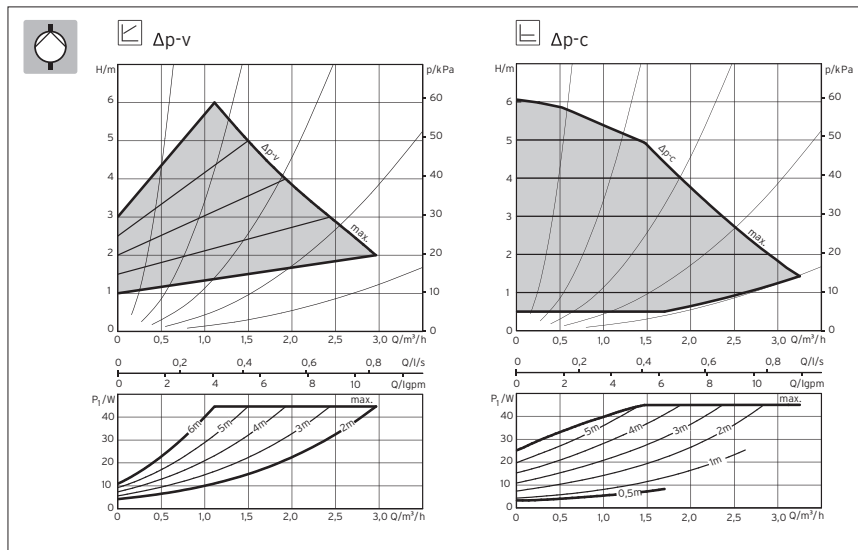 Δp-v
H/m
p/kPa
6
5
4
3
2
1
0
60
50
40
30
20
10
0
Δp-v
max.
0 0,5 1,0 1,5 2,0 2,5 3,0 Q/m³/h
0 0,2 0,4 0,6 0,8 Q/l/s
0 2 4 6 8 10 Q/Igpm
P₁/W
max.
40
30
20
10
0
6m
5m
4m
3m
2m
0 0,5 1,0 1,5 2,0 2,5 3,0 Q/m³/h
Δp-c
H/m
p/kPa
6
5
4
3
2
1
0
60
50
40
30
20
10
0
Δp-c
max.
0 0,5 1,0 1,5 2,0 2,5 3,0 Q/m³/h
0 0,2 0,4 0,6 0,8 Q/l/s
0 2 4 6 8 10 Q/Igpm
P₁/W
max.
40
30
20
10
0
5m
4m
3m
2m
1m
0,5m
0 0,5 1,0 1,5 2,0 2,5 3,0 Q/m³/h